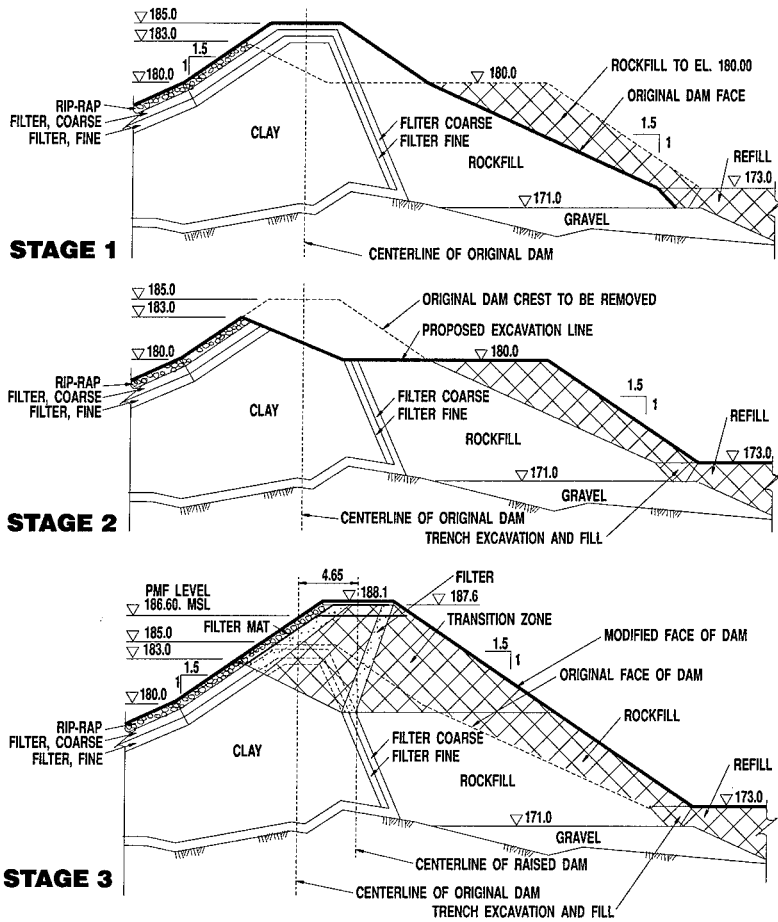 185.0
183.0
1.5
1
180.0
RIP-RAP
FILTER, COARSE
FILTER, FINE
CLAY
FLITER COARSE
FILTER FINE
ROCKFILL
180.0
ROCKFILL TO EL. 180.00
ORIGINAL DAM FACE
1.5
1
REFILL
173.0
171.0
GRAVEL
STAGE 1
CENTERLINE OF ORIGINAL DAM
185.0
183.0
180.0
RIP-RAP
FILTER, COARSE
FILTER, FINE
CLAY
ORIGINAL DAM CREST TO BE REMOVED
PROPOSED EXCAVATION LINE
180.0
FILTER COARSE
FILTER FINE
ROCKFILL
1.5
1
REFILL
173.0
171.0
GRAVEL
STAGE 2
CENTERLINE OF ORIGINAL DAM
TRENCH EXCAVATION AND FILL
4.65
PMF LEVEL
186.60. MSL
188.1
187.6
FILTER
FILTER MAT
TRANSITION ZONE
185.0
183.0
1.5
1
180.0
1.5
1
MODIFIED FACE OF DAM
ORIGINAL FACE OF DAM
ROCKFILL
RIP-RAP
FILTER, COARSE
FILTER, FINE
CLAY
FILTER COARSE
FILTER FINE
ROCKFILL
REFILL
173.0
171.0
GRAVEL
CENTERLINE OF RAISED DAM
STAGE 3
CENTERLINE OF ORIGINAL DAM
TRENCH EXCAVATION AND FILL